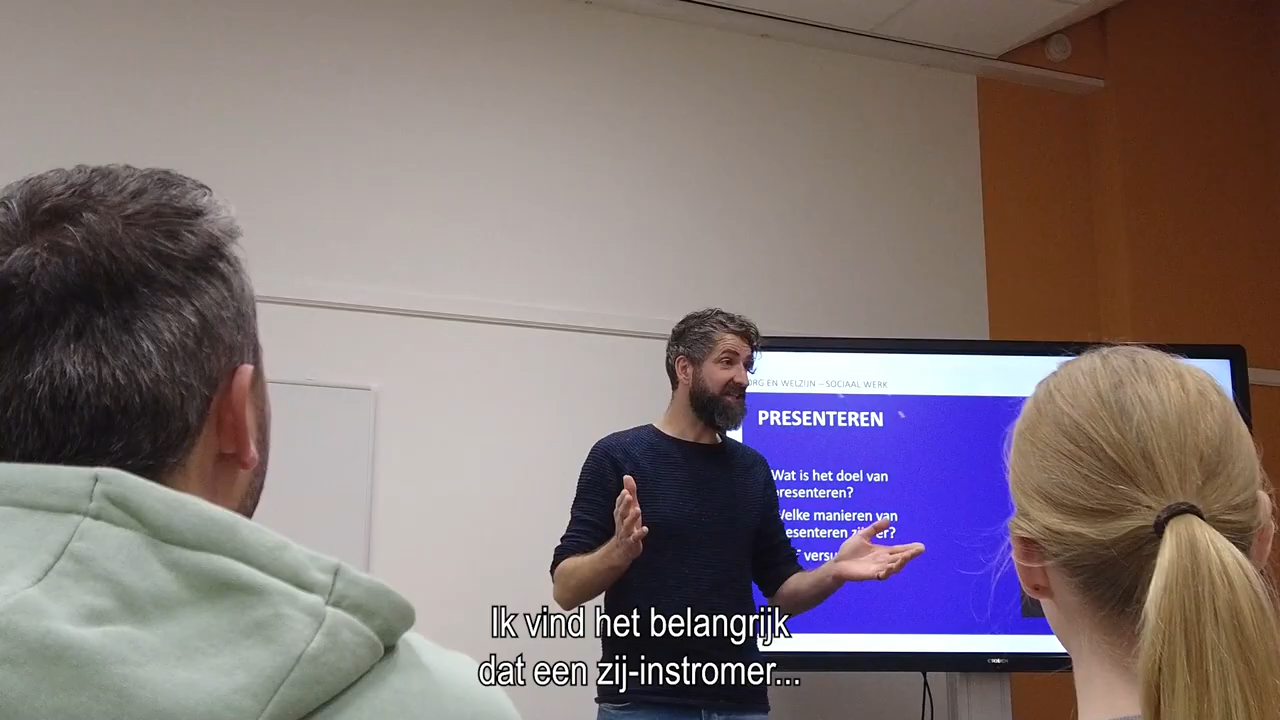 ORG EN WELZIJN – SOCIAAL WERK
PRESENTEREN
Wat is het doel van
presenteren?
Welke manieren van
Ik vind het belangrijk
dat een zij-instromer...